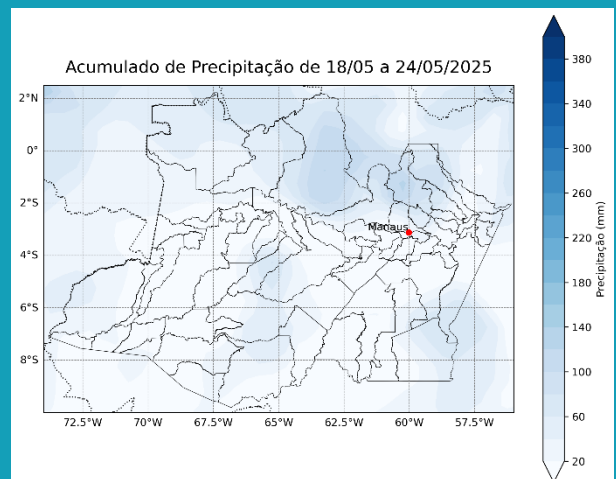 Acumulado de Precipitação de 18/05 a 24/05/2025
2°N
0°
2°S
4°S
6°S
8°S
72.5°W 70°W 67.5°W 65°W 62.5°W 60°W 57.5°W
Manaus
380
340
300
260
220
180
140
100
60
20
Precipitação (mm)